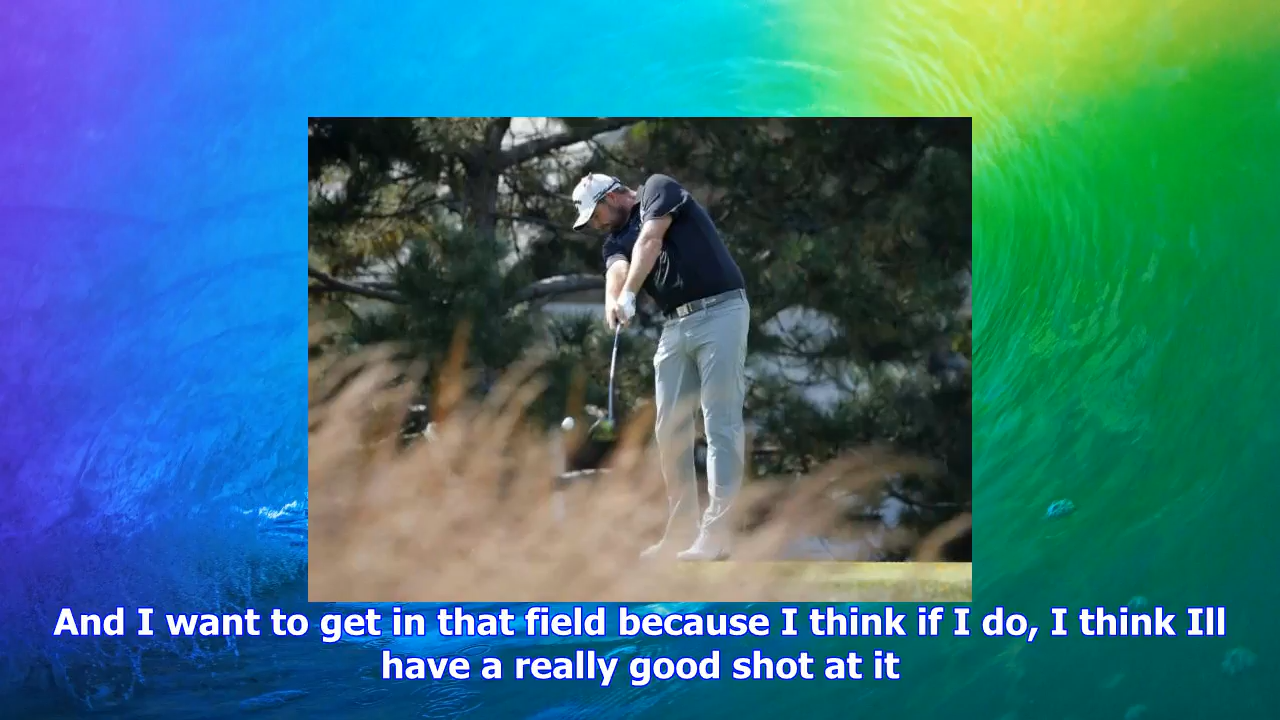 And I want to get in that field because I think if I do, I think Ill
have a really good shot at it